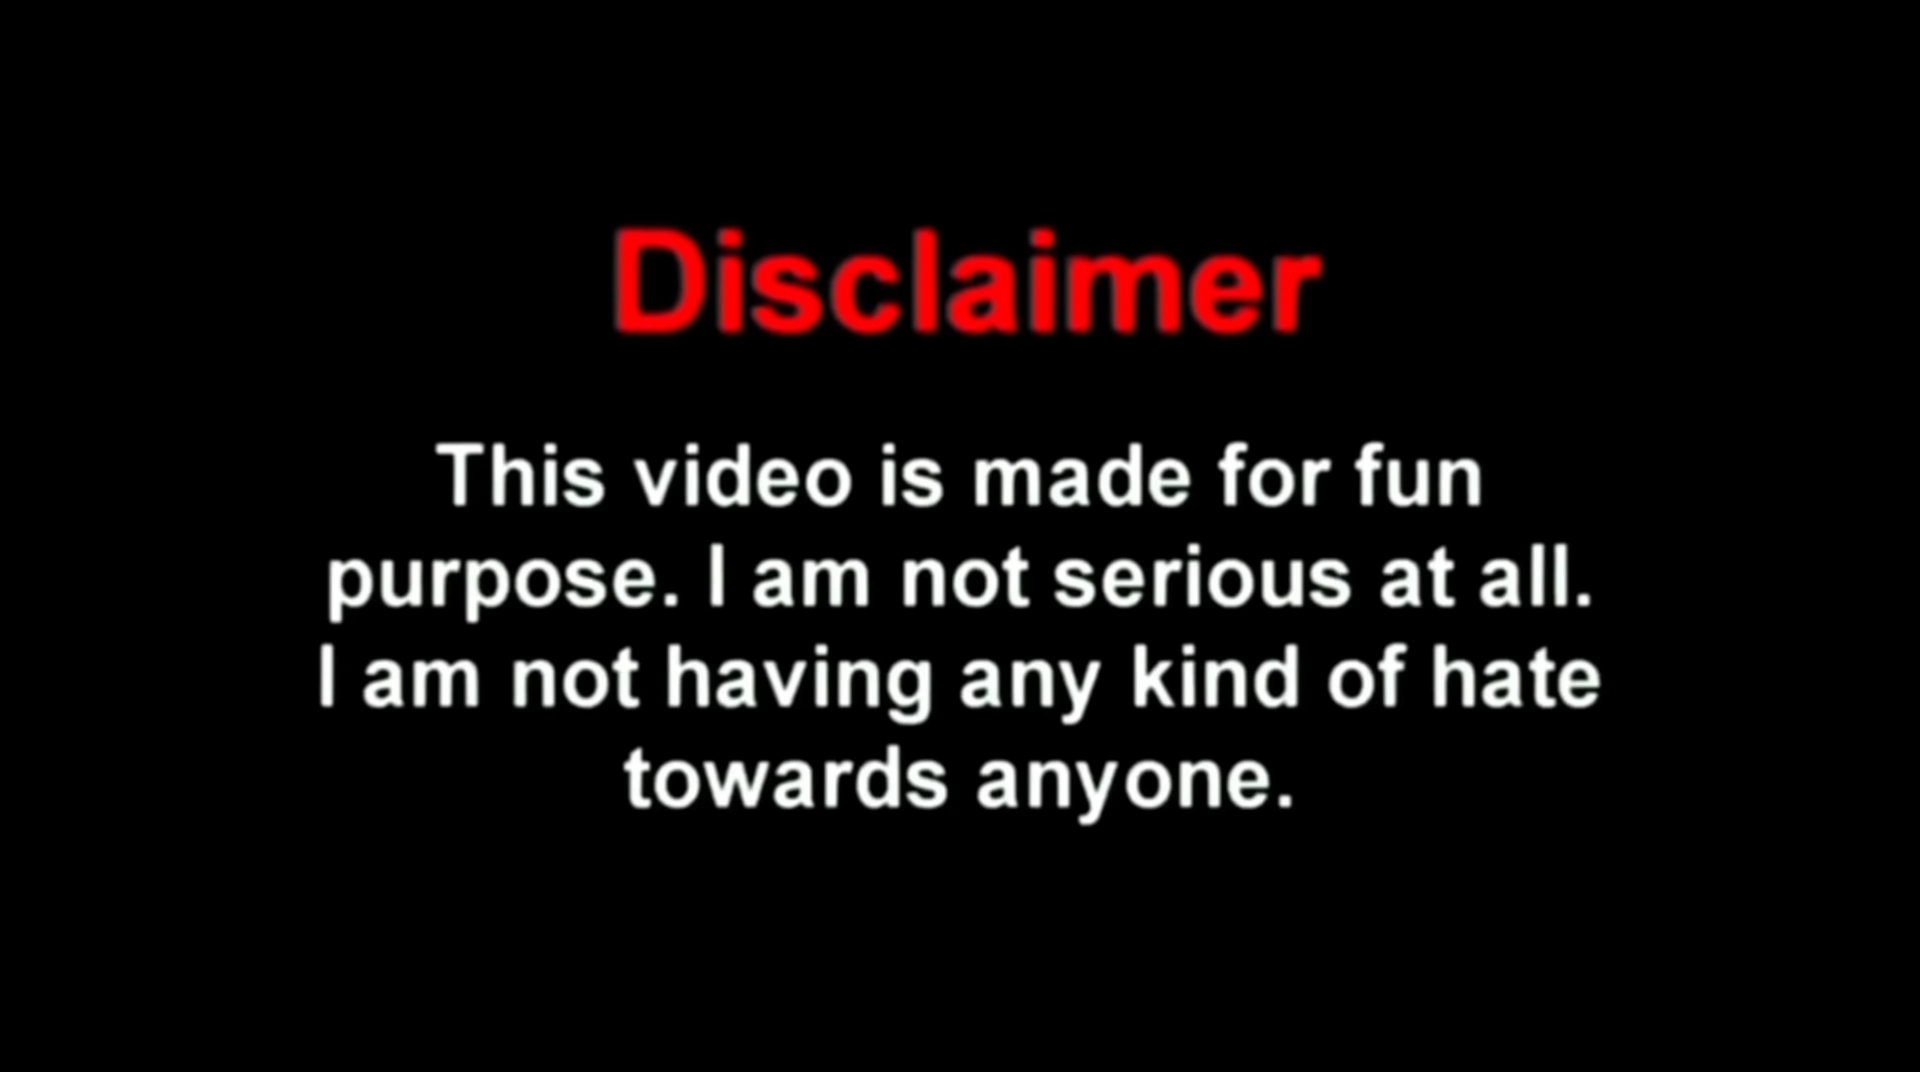 Disclaimer
This video is made for fun
purpose. I am not serious at all.
I am not having any kind of hate
towards anyone.